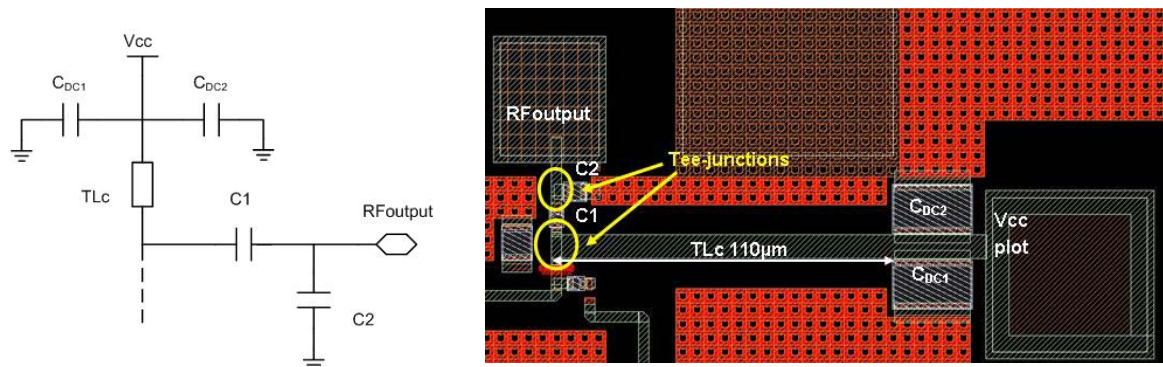 Vcc
CDC1
CDC2
TLc
C1
RFoutput
C2
RFoutput
Tee-junctions
C2
C1
CDC2
Vcc
plot
TLc 110µm
CDC1